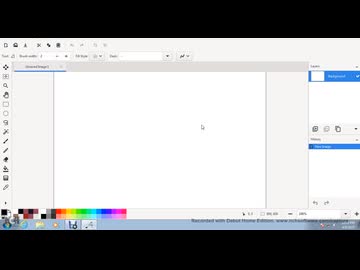 Tool:
Brush width: 2
Fill Style:
Dash:
Unsaved Image 1
Layers
Background
History
New Image
Recorded with Debut Home Edition. www.nchsoftware.com/capture